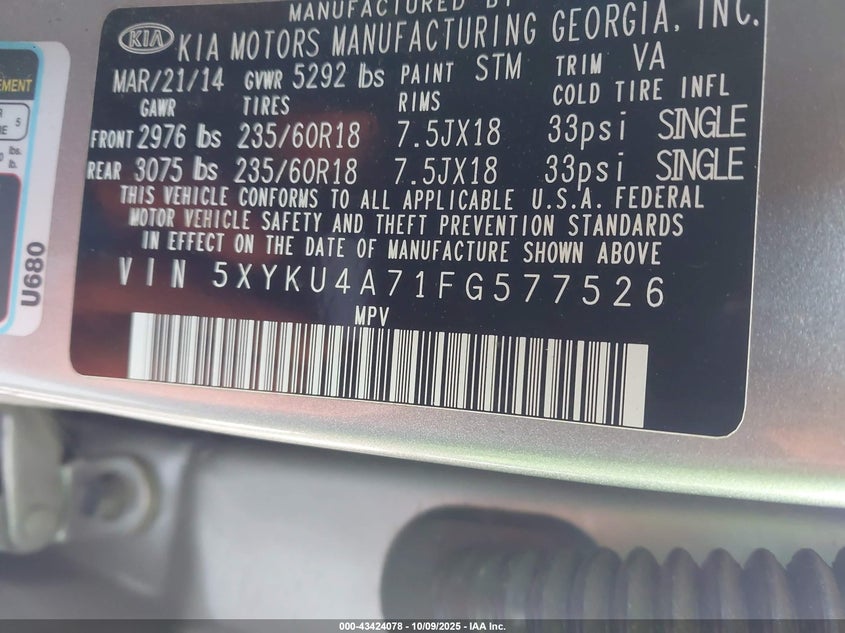 MANUFACTURED BY
KIA KIA MOTORS MANUFACTURING GEORGIA, INC.
MAR/21/14 GVWR 5292 lbs PAINT STM TRIM VA
GAWR TIRES RIMS COLD TIRE INFL
FRONT 2976 lbs 235/60R18 7.5JX18 33psi SINGLE
REAR 3075 lbs 235/60R18 7.5JX18 33psi SINGLE
THIS VEHICLE CONFORMS TO ALL APPLICABLE U.S.A. FEDERAL
MOTOR VEHICLE SAFETY AND THEFT PREVENTION STANDARDS
IN EFFECT ON THE DATE OF MANUFACTURE SHOWN ABOVE
VIN 5XYKU4A71FG577526
MPV
5
lbs.
lb.
U680
000-43424078 - 10/09/2025 - IAA Inc.